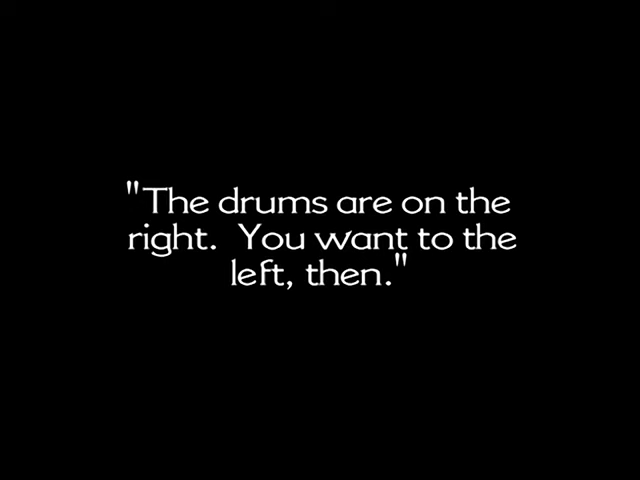 "The drums are on the
right.  You want to the
left, then."